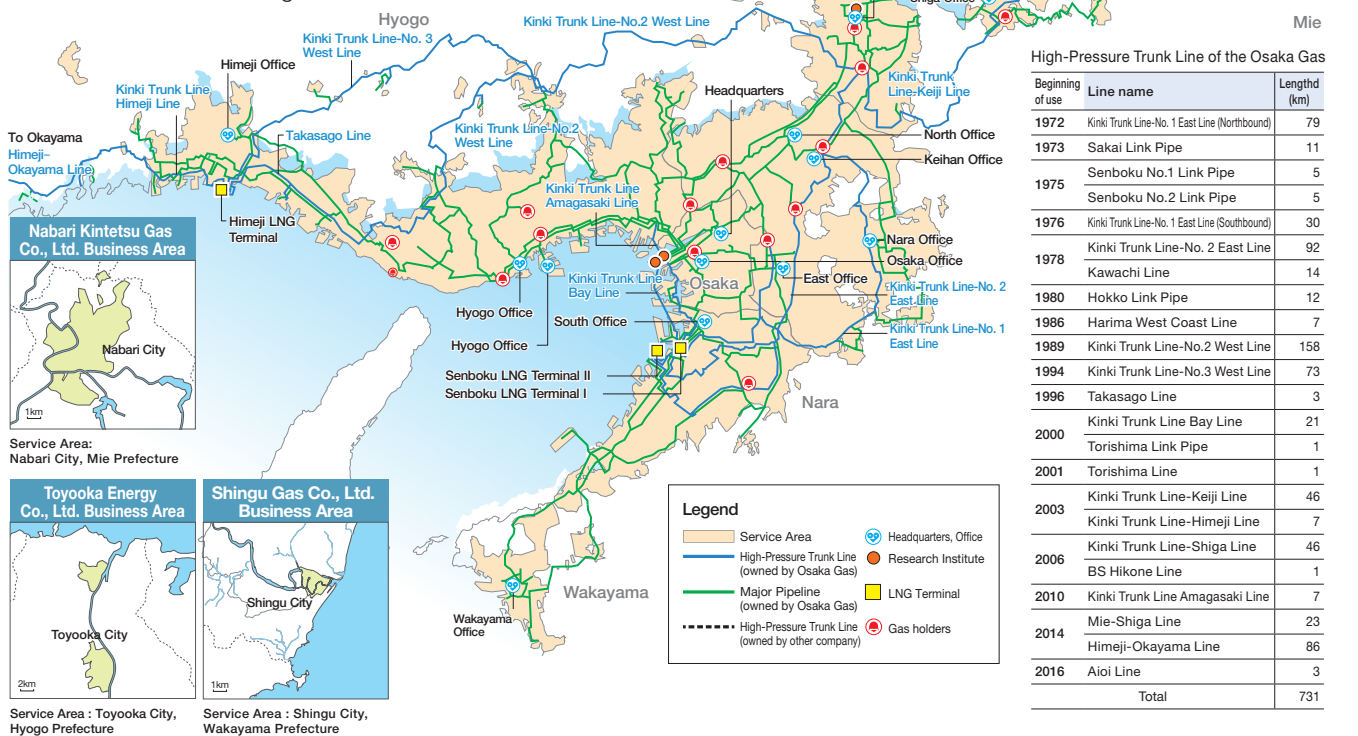 Hyogo
Kinki Trunk Line-No.2 West Line
Mie
Kinki Trunk Line-No. 3
West Line
Himeji Office
Kinki Trunk Line
Himeji Line
Kinki Trunk
Line-Keiji Line
Headquarters
To Okayama
Himeji–
Okayama Line
Takasago Line
Kinki Trunk Line-No.2
West Line
North Office
Keihan Office
Kinki Trunk Line
Amagasaki Line
Himeji LNG
Terminal
Nara Office
Osaka Office
East Office
Kinki Trunk Line
Bay Line
Osaka
Kinki Trunk Line-No. 2
East Line
Hyogo Office
South Office
Kinki Trunk Line-No. 1
East Line
Hyogo Office
Senboku LNG Terminal II
Senboku LNG Terminal I
Nara
Wakayama
Wakayama
Office
Nabari Kintetsu Gas
Co., Ltd. Business Area
Nabari City
1km
Service Area:
Nabari City, Mie Prefecture
Toyooka Energy
Co., Ltd. Business Area
Toyooka City
2km
Service Area : Toyooka City,
Hyogo Prefecture
Shingu Gas Co., Ltd.
Business Area
Shingu City
1km
Service Area : Shingu City,
Wakayama Prefecture
Legend
Service Area
High-Pressure Trunk Line
(owned by Osaka Gas)
Major Pipeline
(owned by Osaka Gas)
High-Pressure Trunk Line
(owned by other company)
Headquarters, Office
Research Institute
LNG Terminal
Gas holders
High-Pressure Trunk Line of the Osaka Gas
Beginning of use Line name Lengthd (km)
1972 Kinki Trunk Line-No. 1 East Line (Northbound) 79
1973 Sakai Link Pipe 11
1975 Senboku No.1 Link Pipe 5
Senboku No.2 Link Pipe 5
1976 Kinki Trunk Line-No. 1 East Line (Southbound) 30
1978 Kinki Trunk Line-No. 2 East Line 92
Kawachi Line 14
1980 Hokko Link Pipe 12
1986 Harima West Coast Line 7
1989 Kinki Trunk Line-No.2 West Line 158
1994 Kinki Trunk Line-No.3 West Line 73
1996 Takasago Line 3
2000 Kinki Trunk Line Bay Line 21
Torishima Link Pipe 1
2001 Torishima Line 1
2003 Kinki Trunk Line-Keiji Line 46
Kinki Trunk Line-Himeji Line 7
2006 Kinki Trunk Line-Shiga Line 46
BS Hikone Line 1
2010 Kinki Trunk Line Amagasaki Line 7
2014 Mie-Shiga Line 23
Himeji-Okayama Line 86
2016 Aioi Line 3
Total 731